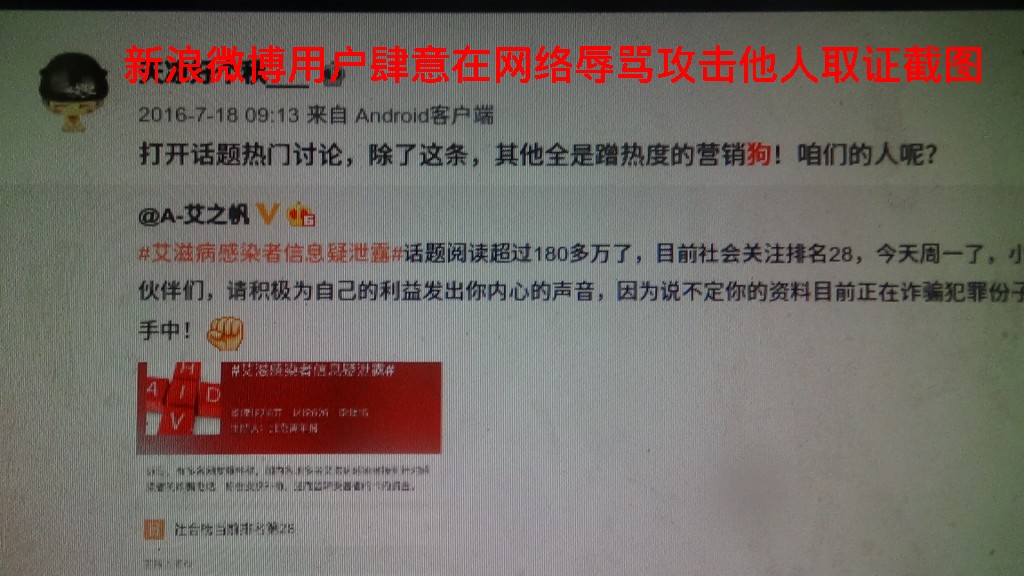 新浪微博用户肆意在网络辱骂攻击他人取证截图
2016-7-18 09:13 来自 Android客户端
打开话题热门讨论，除了这条，其他全是蹭热度的营销狗！咱们的人呢？
@A-艾之帆
#艾滋病感染者信息疑泄露#话题阅读超过180多万了，目前社会关注排名28，今天周一了，小
伙伴们，请积极为自己的利益发出你内心的声音，因为说不定你的资料目前正在诈骗犯罪份子
手中！
#艾滋感染者信息疑泄露#
社会榜当前排名第28